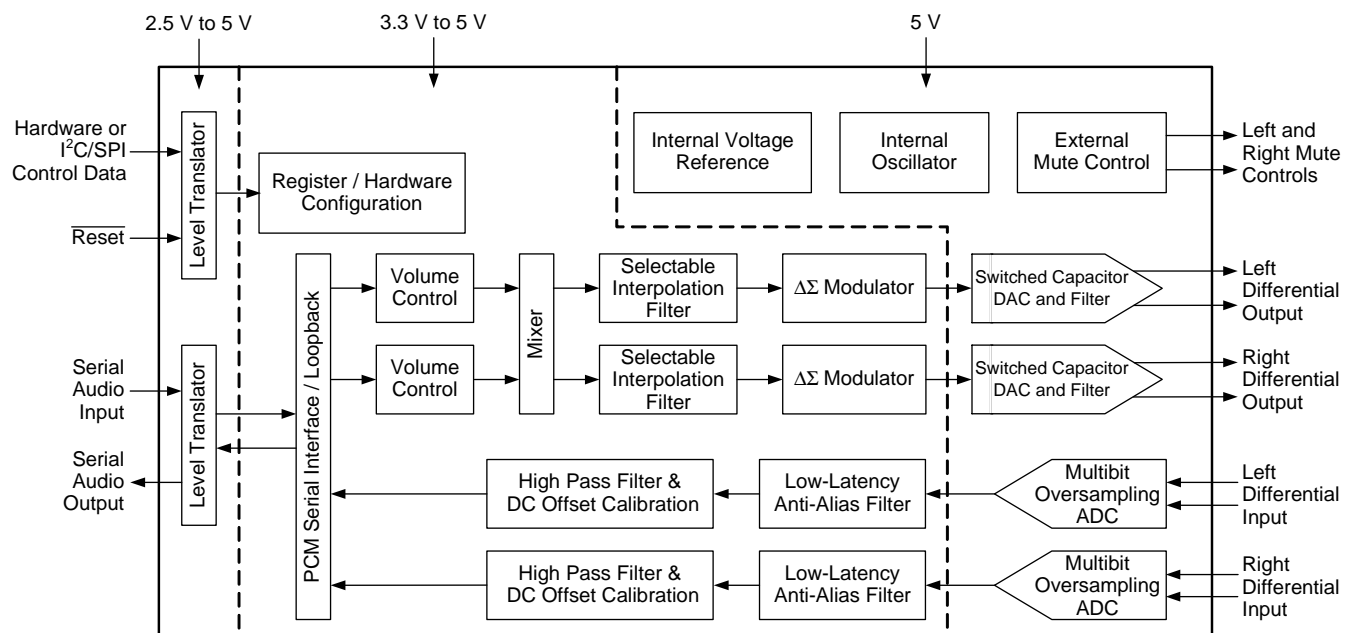 2.5 V to 5 V
3.3 V to 5 V
5 V
Hardware or
I²C/SPI
Control Data
Reset
Level Translator
Register / Hardware
Configuration
Internal Voltage
Reference
Internal
Oscillator
External
Mute Control
Left and
Right Mute
Controls
Serial
Audio
Input
Serial
Audio
Output
Level Translator
PCM Serial Interface / Loopback
Volume
Control
Volume
Control
Mixer
Selectable
Interpolation
Filter
Selectable
Interpolation
Filter
ΔΣ Modulator
ΔΣ Modulator
Switched Capacitor
DAC and Filter
Switched Capacitor
DAC and Filter
Left
Differential
Output
Right
Differential
Output
High Pass Filter &
DC Offset Calibration
Low-Latency
Anti-Alias Filter
Multibit
Oversampling
ADC
Left
Differential
Input
High Pass Filter &
DC Offset Calibration
Low-Latency
Anti-Alias Filter
Multibit
Oversampling
ADC
Right
Differential
Input